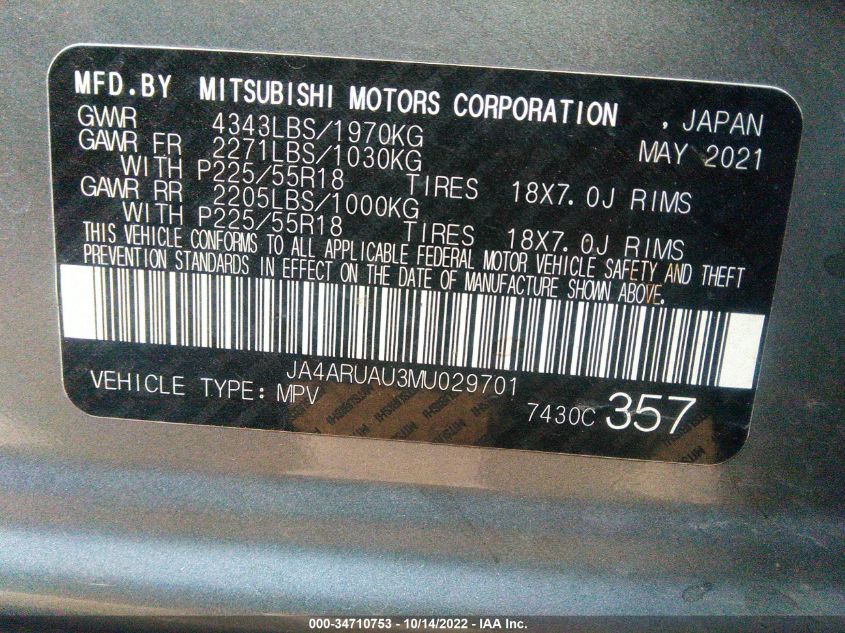 MFD.BY MITSUBISHI MOTORS CORPORATION , JAPAN
GVWR 4343LBS/1970KG MAY 2021
GAWR FR 2271LBS/1030KG
WITH P225/55R18 TIRES 18X7.0J RIMS
GAWR RR 2205LBS/1000KG
WITH P225/55R18 TIRES 18X7.0J RIMS
THIS VEHICLE CONFORMS TO ALL APPLICABLE FEDERAL MOTOR VEHICLE SAFETY AND THEFT
PREVENTION STANDARDS IN EFFECT ON THE DATE OF MANUFACTURE SHOWN ABOVE.
JA4ARUAU3MU029701
VEHICLE TYPE: MPV
7430C 357
000-34710753 - 10/14/2022 - IAA Inc.